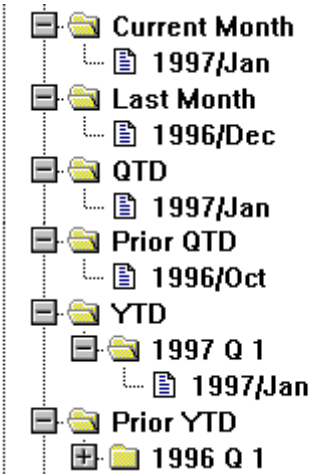 Current Month
1997/Jan
Last Month
1996/Dec
QTD
1997/Jan
Prior QTD
1996/Oct
YTD
1997 Q 1
1997/Jan
Prior YTD
1996 Q 1